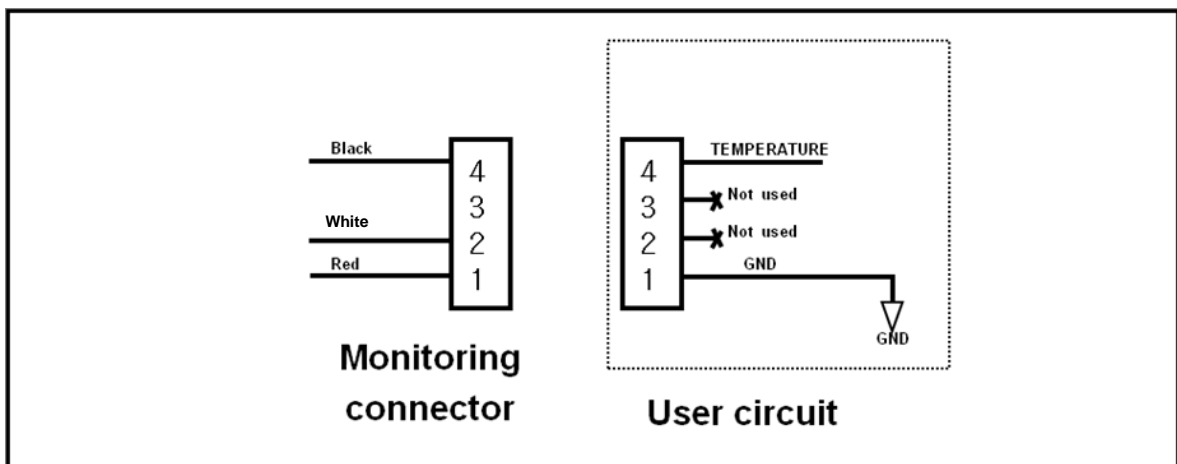 Black
White
Red
4
3
2
1
Monitoring
connector
4
3
2
1
TEMPERATURE
Not used
Not used
GND
GND
User circuit